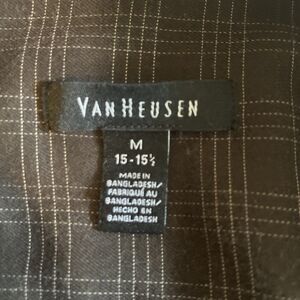 VAN HEUSEN
M
15-15½
MADE IN
BANGLADESH/
FABRIQUÉ AU
BANGLADESH/
HECHO EN
BANGLADESH